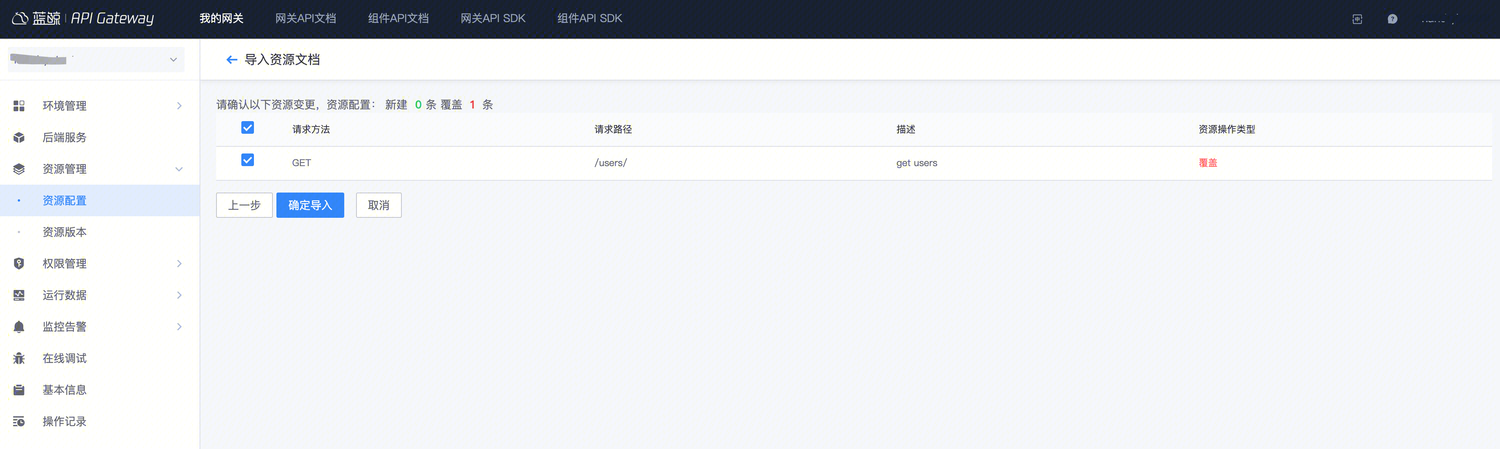 蓝鲸 | API Gateway 我的网关 网关API文档 组件API文档 网关API SDK 组件API SDK
导入资源文档
环境管理
后端服务
资源管理
资源配置
资源版本
权限管理
运行数据
监控告警
在线调试
基本信息
操作记录
请确认以下资源变更，资源配置： 新建 0 条 覆盖 1 条
请求方法 请求路径 描述 资源操作类型
GET /users/ get users 覆盖
上一步 确定导入 取消